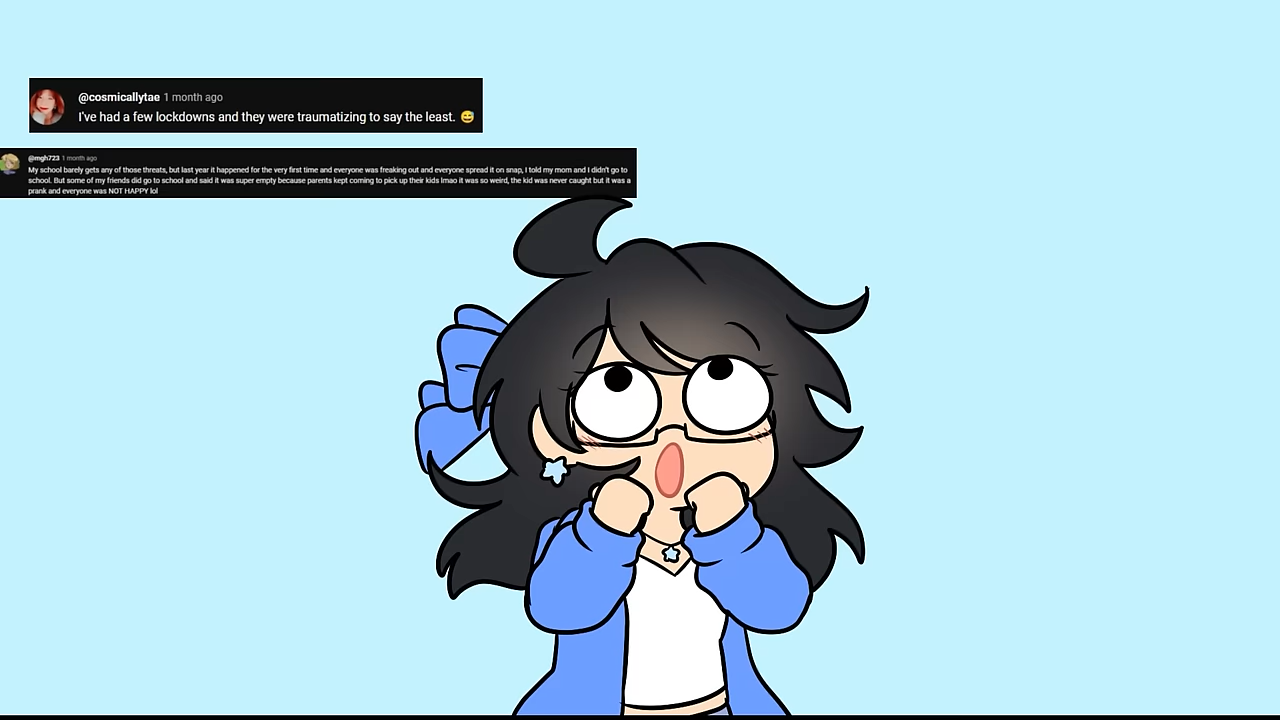 @cosmicallytae 1 month ago
I've had a few lockdowns and they were traumatizing to say the least. 😅
@mgh723 1 month ago
My school barely gets any of those threats, but last year it happened for the very first time and everyone was freaking out and everyone spread it on snap, I told my mom and I didn't go to
school. But some of my friends did go to school and said it was super empty because parents kept coming to pick up their kids lmao it was so weird, the kid was never caught but it was a
prank and everyone was NOT HAPPY lol